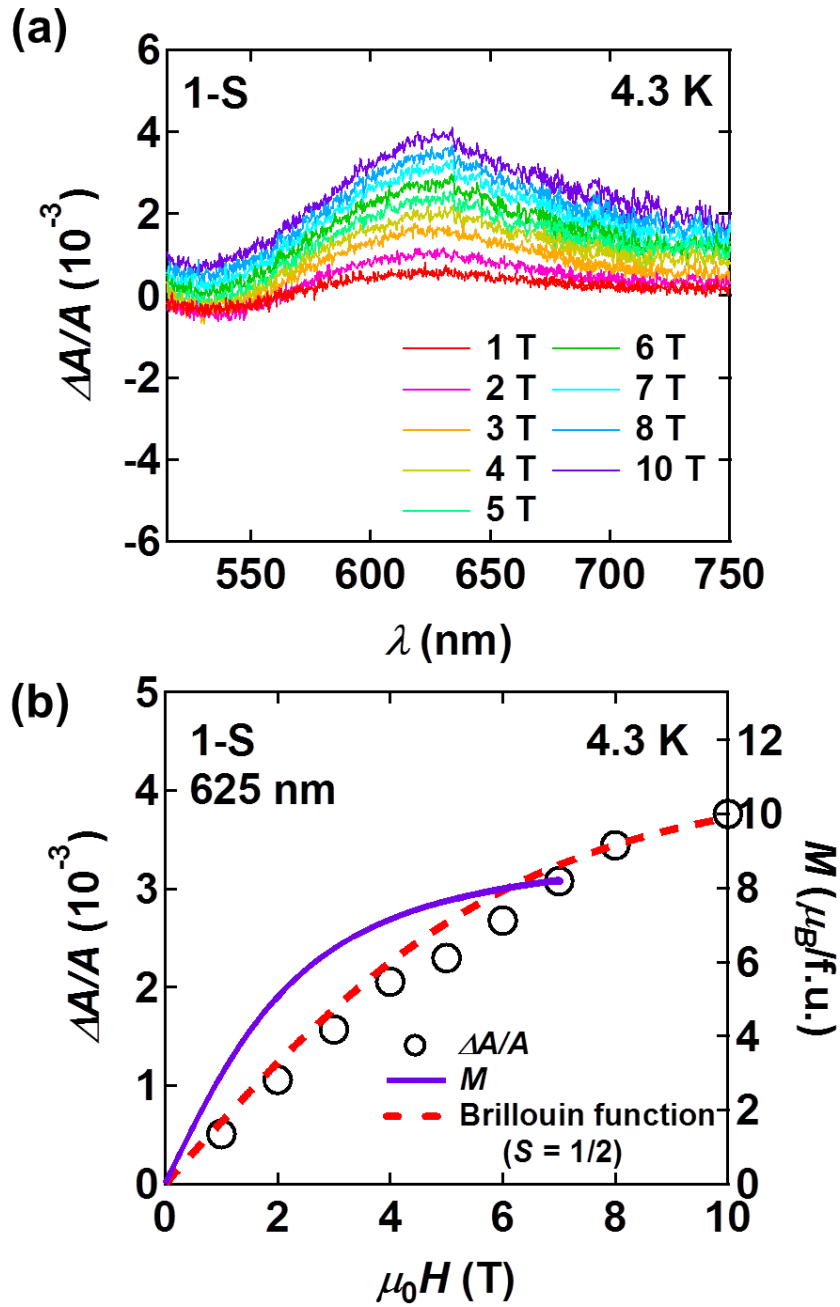 (a)
1-S
4.3 K
6
4
2
0
-2
-4
-6
ΔA/A (10⁻³)
1 T
2 T
3 T
4 T
5 T
6 T
7 T
8 T
10 T
550 600 650 700 750
λ (nm)
(b)
1-S
625 nm
4.3 K
5
4
3
2
1
0
ΔA/A (10⁻³)
12
10
8
6
4
2
0
M (μB/f.u.)
ΔA/A
M
Brillouin function
(S = 1/2)
0 2 4 6 8 10
μ₀H (T)